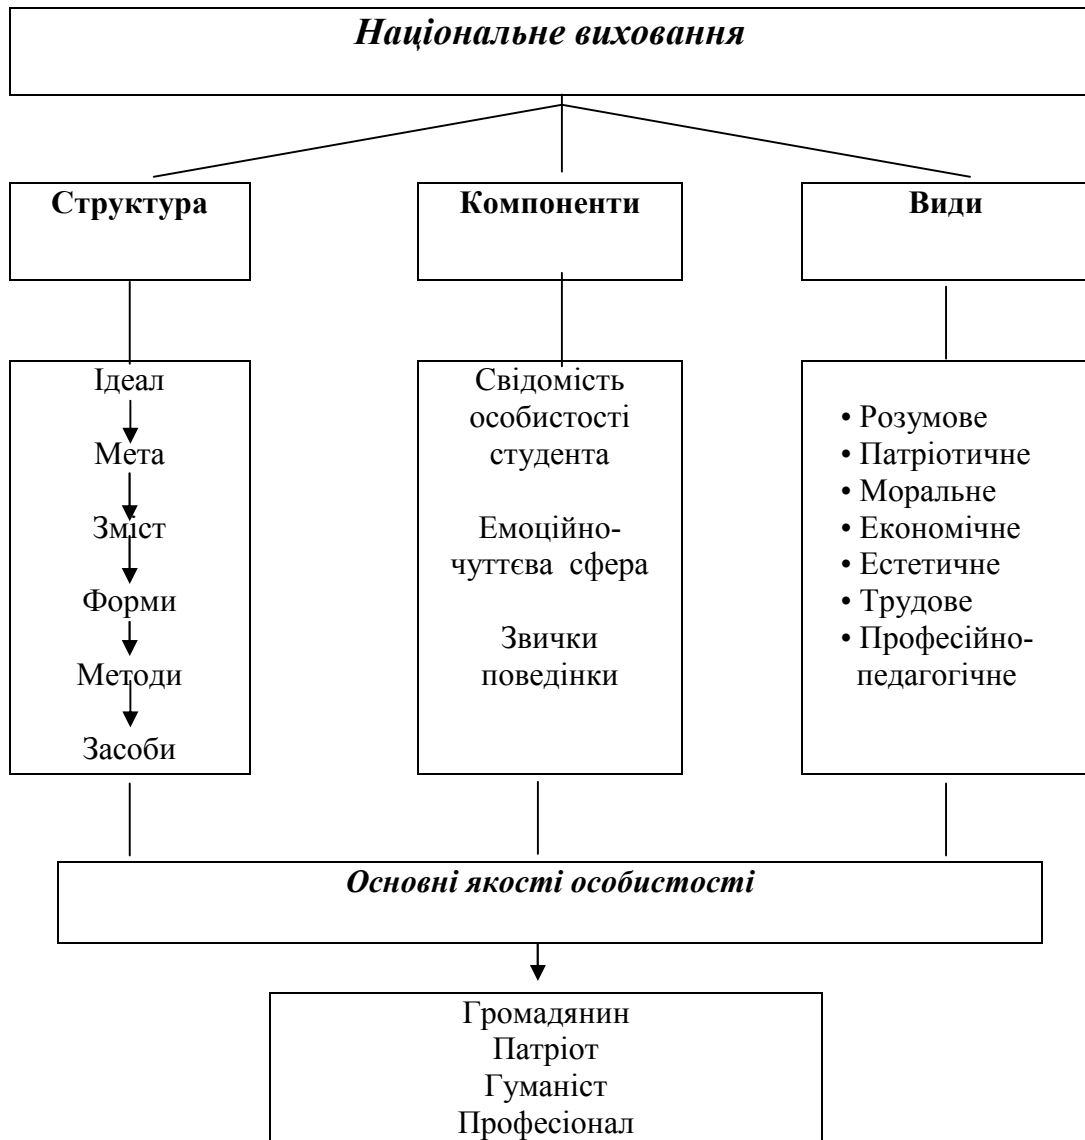 Національне виховання
Структура
Компоненти
Види
Ідеал
Мета
Зміст
Форми
Методи
Засоби
Свідомість
особистості
студента
Емоційно-
чуттєва сфера
Звички
поведінки
• Розумове
• Патріотичне
• Моральне
• Економічне
• Естетичне
• Трудове
• Професійно-
педагогічне
Основні якості особистості
Громадянин
Патріот
Гуманіст
Професіонал